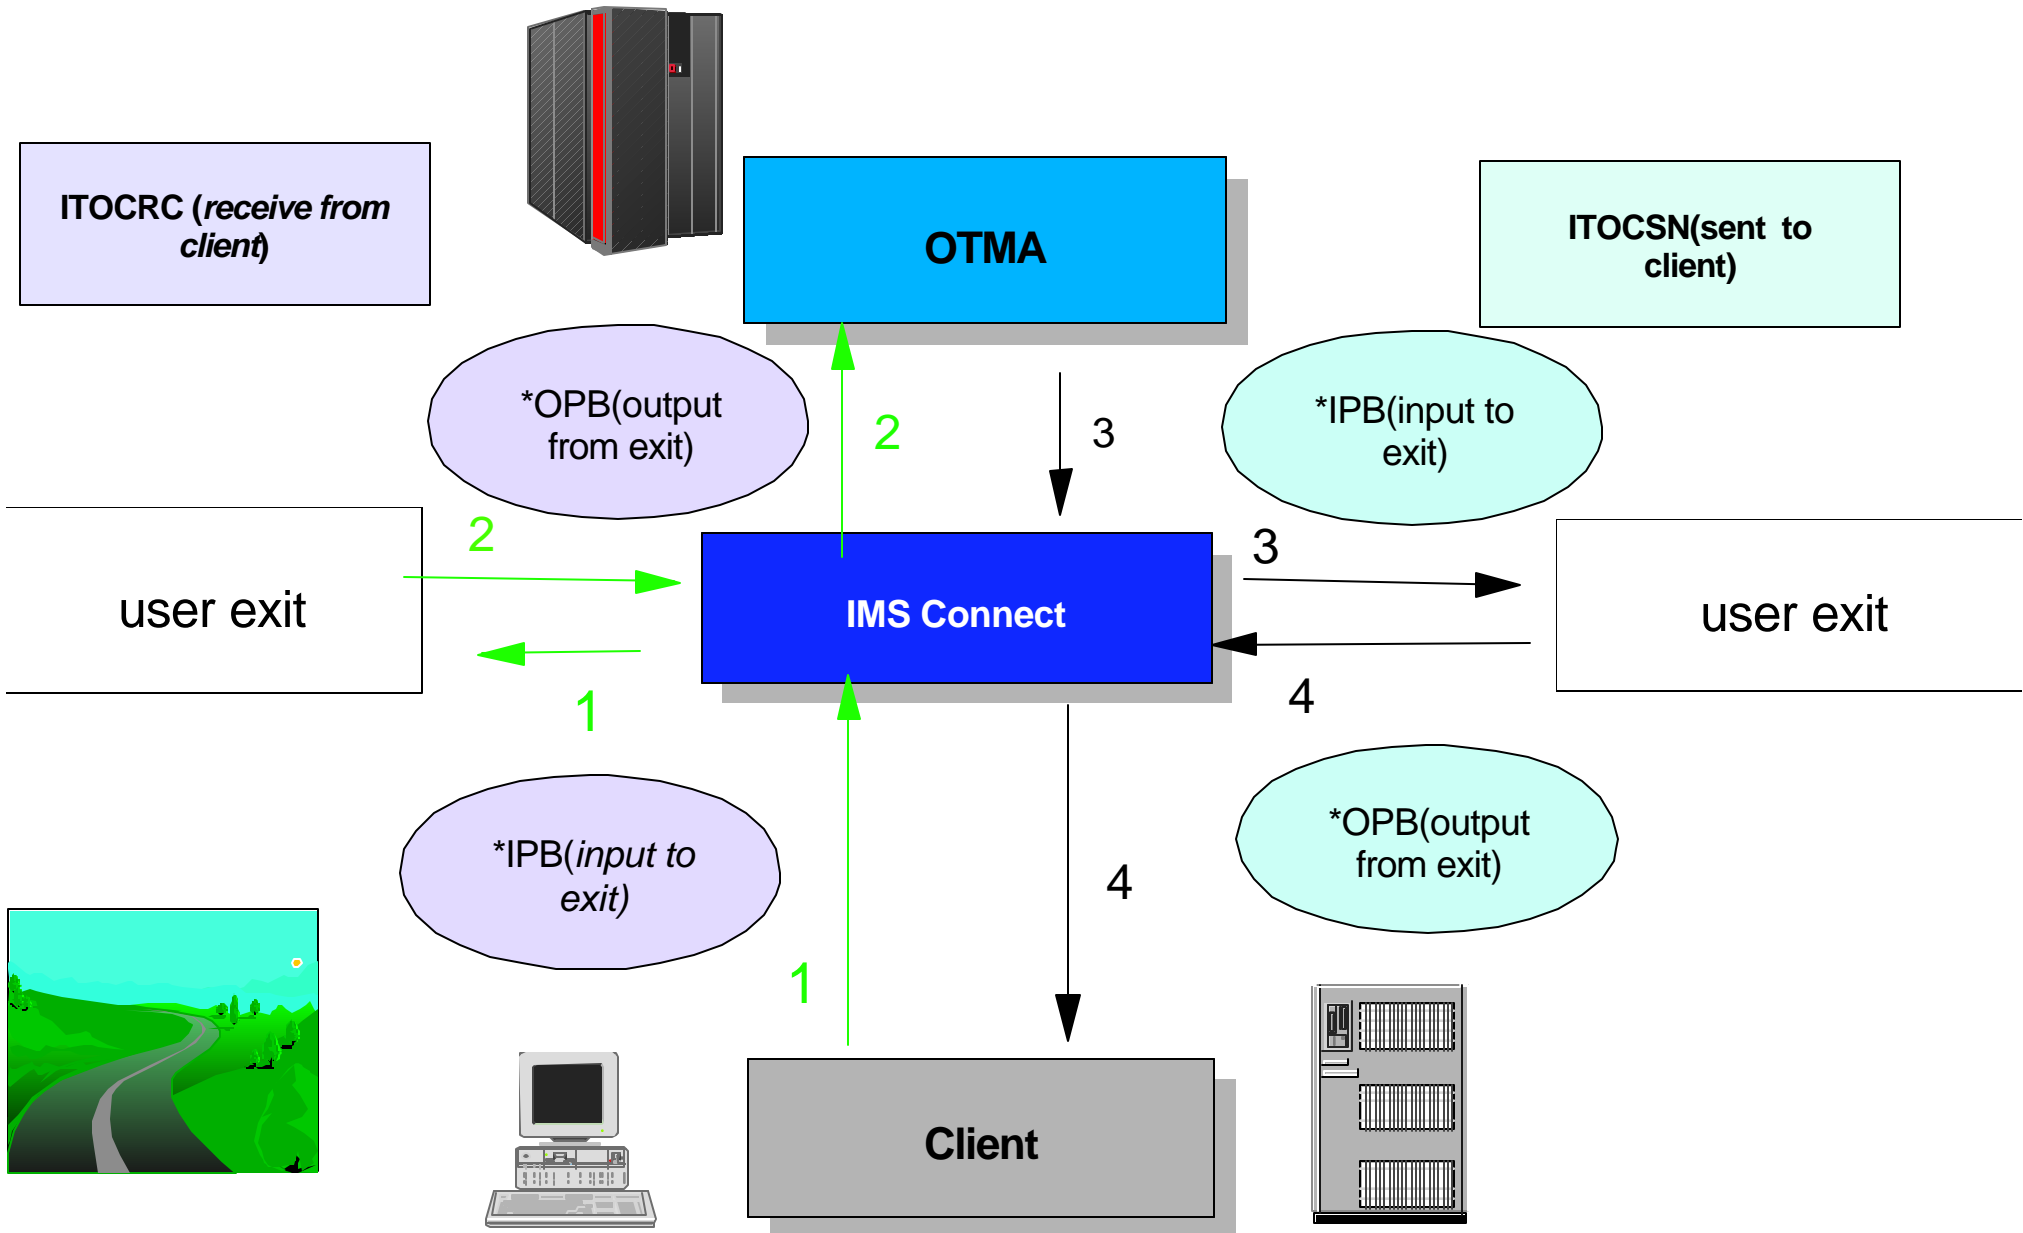 ITOCRC (receive from
client)
OTMA
ITOCSN(sent to
client)
*OPB(output
from exit)
2
3
*IPB(input to
exit)
2
3
user exit
IMS Connect
user exit
1
4
*IPB(input to
exit)
4
*OPB(output
from exit)
1
Client